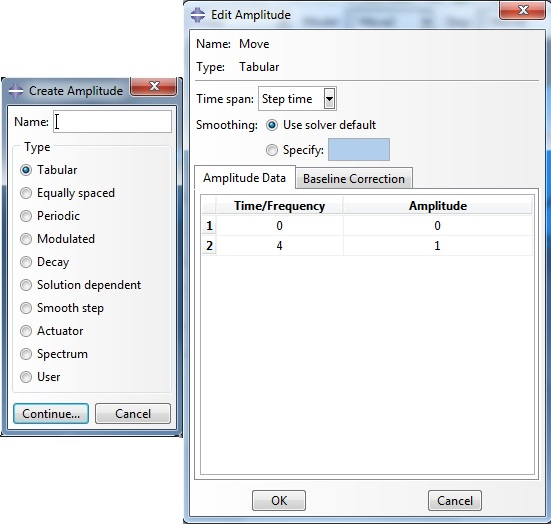 Create Amplitude
Name:
Type
Tabular
Equally spaced
Periodic
Modulated
Decay
Solution dependent
Smooth step
Actuator
Spectrum
User
Continue... Cancel
Edit Amplitude
Name: Move
Type: Tabular
Time span: Step time
Smoothing: Use solver default
Specify:
Amplitude Data Baseline Correction
Time/Frequency Amplitude
1 0 0
2 4 1
OK Cancel